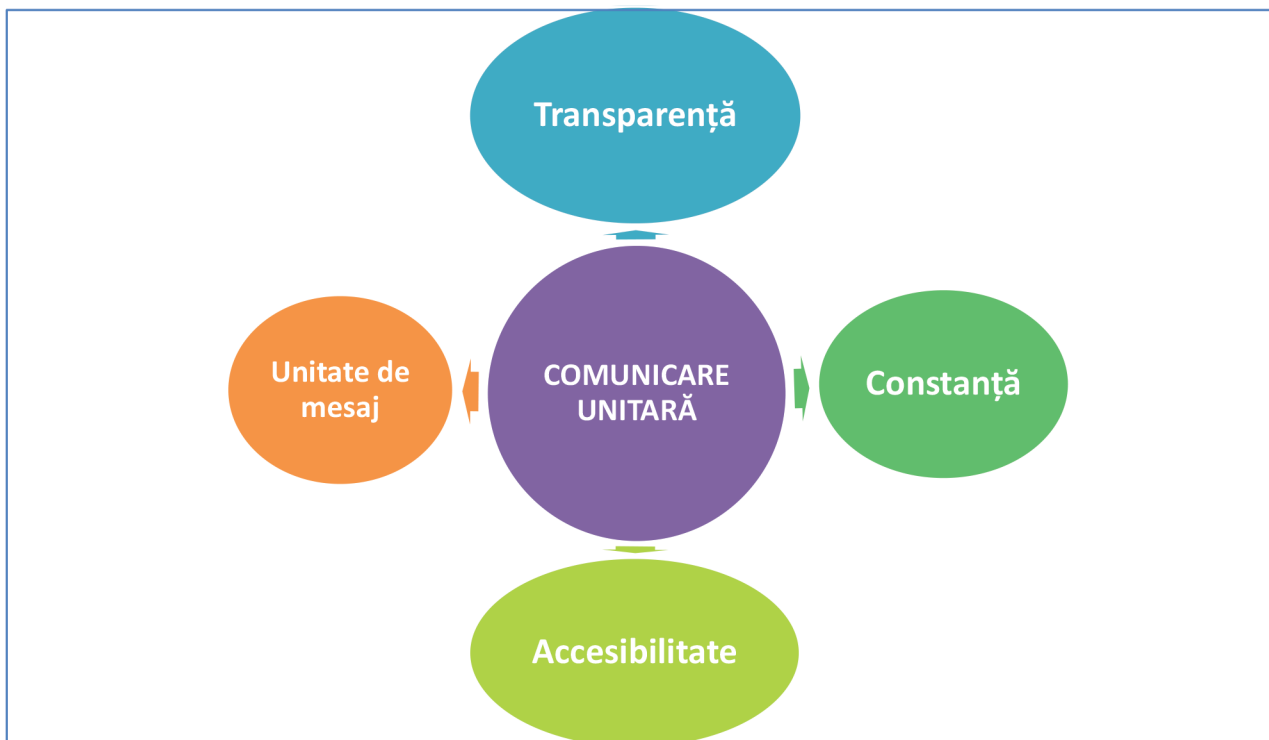 Transparență
Unitate de
mesaj
COMUNICARE
UNITARĂ
Constanță
Accesibilitate